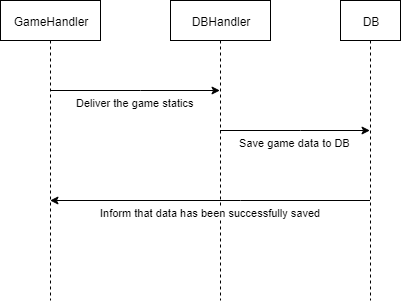 GameHandler
DBHandler
DB
Deliver the game statics
Save game data to DB
Inform that data has been successfully saved